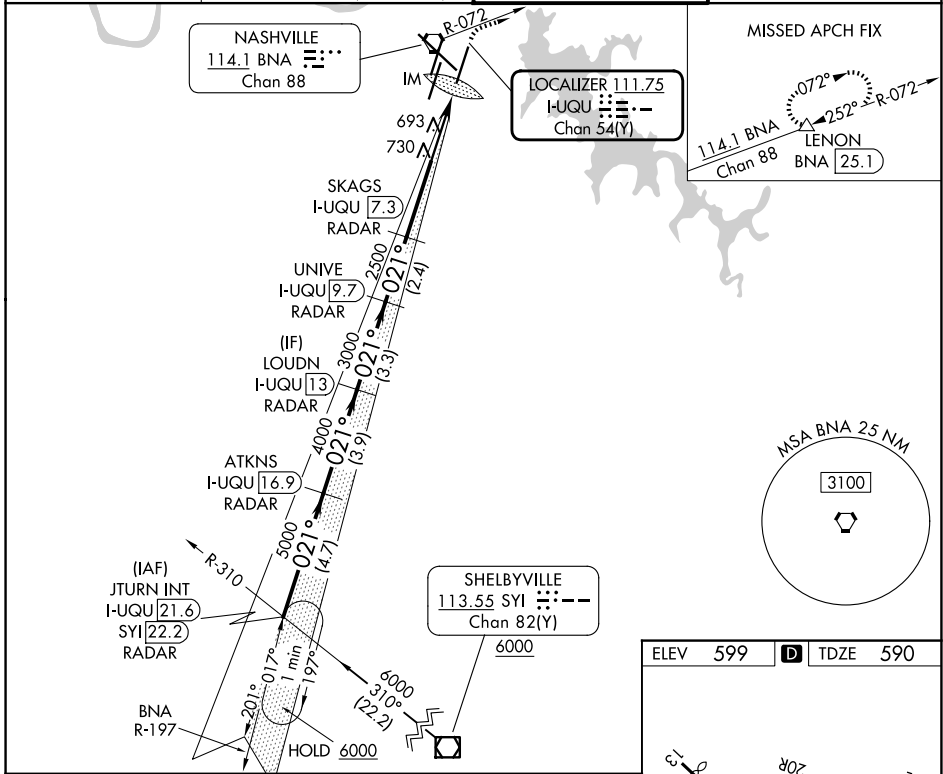 NASHVILLE
114.1 BNA
Chan 88
R-072
IM
LOCALIZER 111.75
I-UQU
Chan 54(Y)
MISSED APCH FIX
072°
252°
R-072
114.1 BNA
Chan 88
LENON
BNA 25.1
693
730
SKAGS
I-UQU 7.3
RADAR
2500
021°
(2.4)
UNIVE
I-UQU 9.7
RADAR
3000
021°
(3.3)
(IF)
LOUDN
I-UQU 13
RADAR
4000
021°
(3.9)
ATKNS
I-UQU 16.9
RADAR
5000
021°
(4.7)
MSA BNA 25 NM
3100
R-310
(IAF)
JTURN INT
I-UQU 21.6
SYI 22.2
RADAR
SHELBYVILLE
113.55 SYI
Chan 82(Y)
6000
6000
310°
(22.2)
201°
017°
1 min
197°
BNA
R-197
HOLD 6000
ELEV 599 D TDZE 590
13
20R